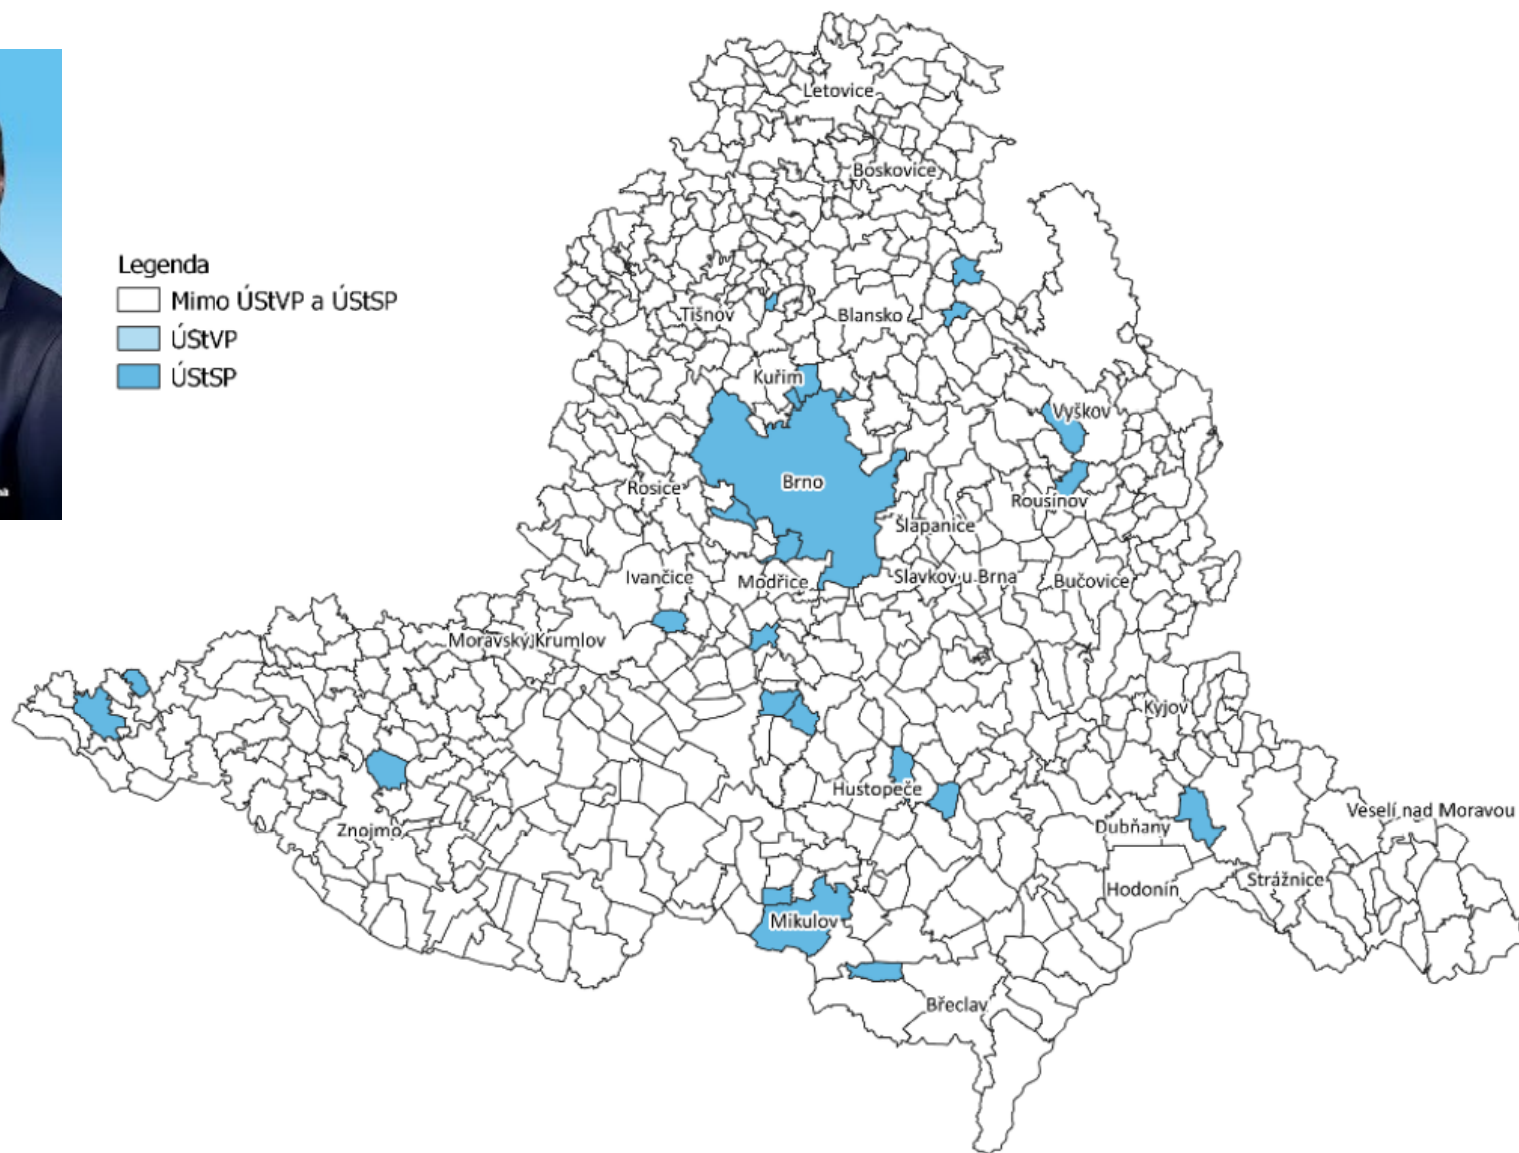 Legenda
Mimo ÚStVP a ÚStSP
ÚStVP
ÚStSP
Letovice
Boskovice
Tišnov
Blansko
Kuřim
Vyškov
Brno
Rosice
Rousínov
Šlapanice
Ivančice
Modřice
Slavkov u Brna
Bučovice
Moravský Krumlov
Kyjov
Hustopeče
Veselí nad Moravou
Znojmo
Dubňany
Strážnice
Hodonín
Mikulov
Břeclav